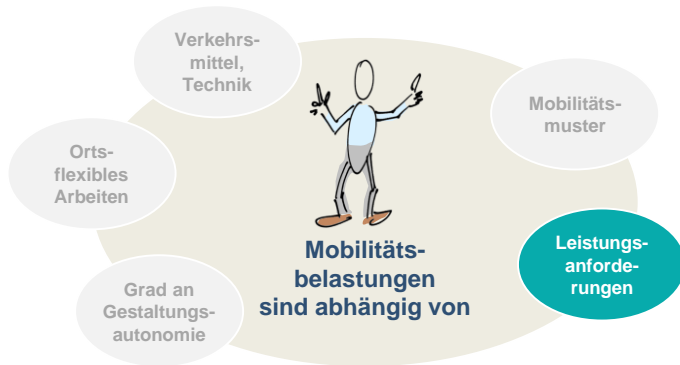 Verkehrs-
mittel,
Technik
Mobilitäts-
muster
Orts-
flexibles
Arbeiten
Leistungs-
anforde-
rungen
Mobilitäts-
belastungen
sind abhängig von
Grad an
Gestaltungs-
autonomie